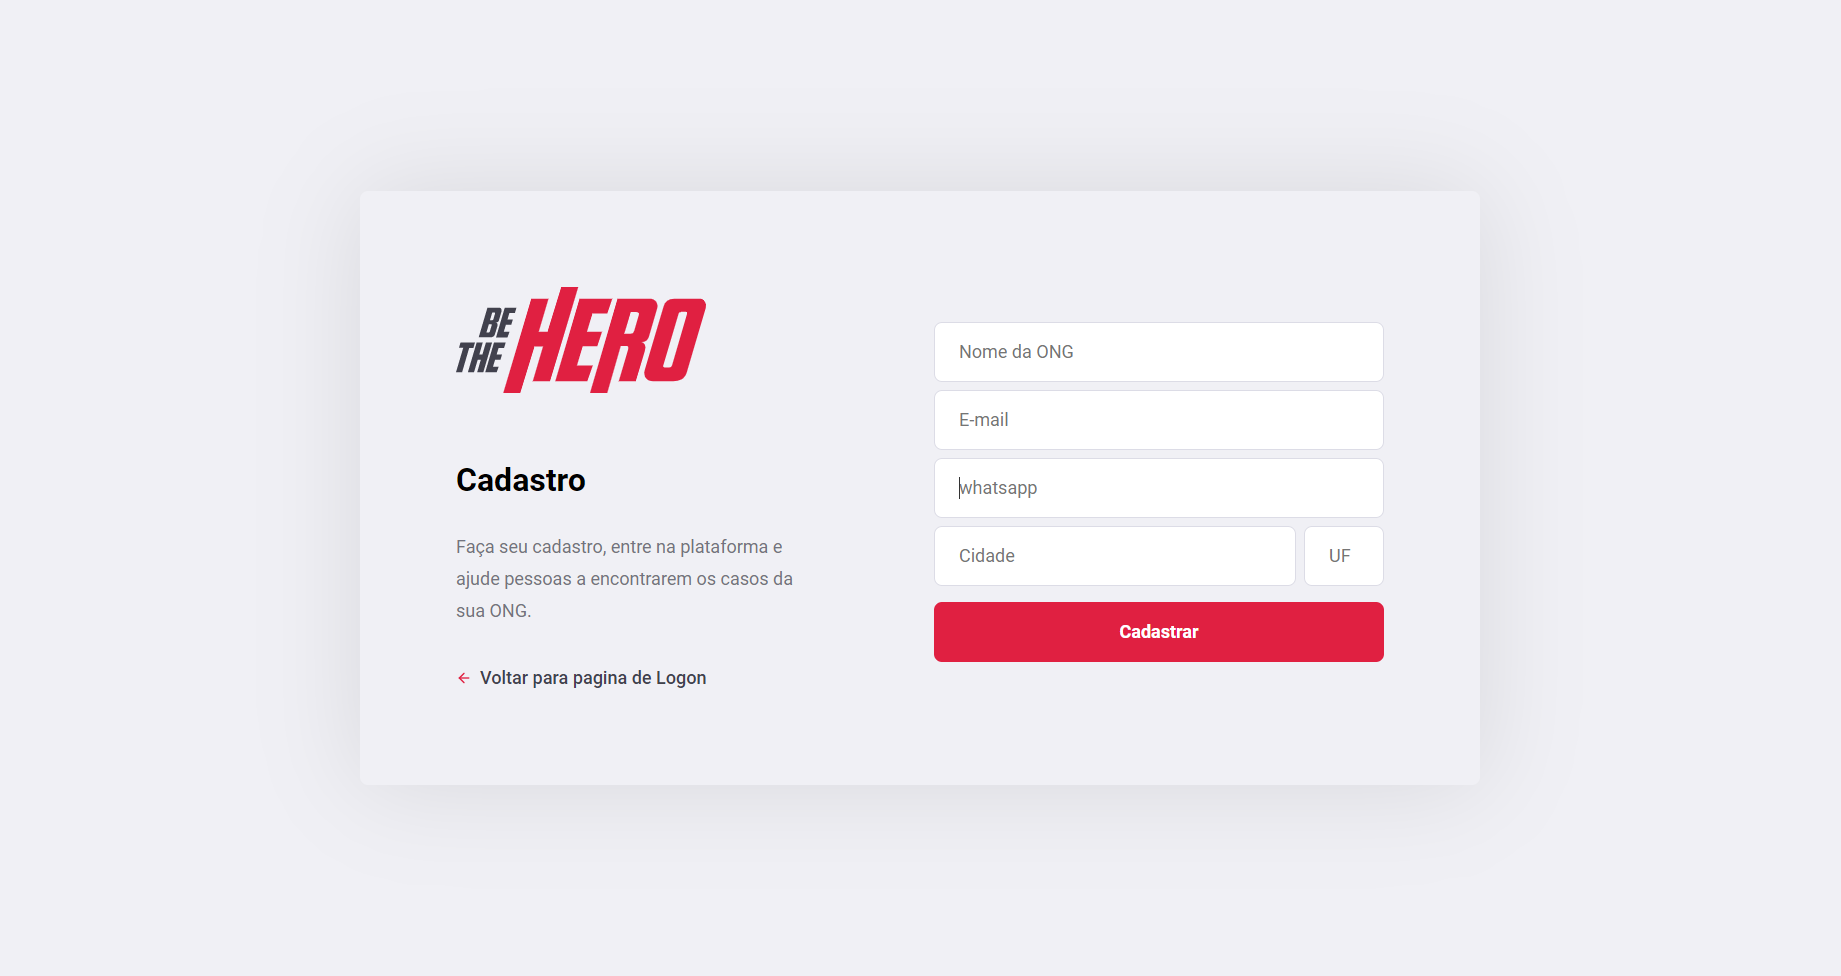 BE
THE
HERO
Cadastro
Faça seu cadastro, entre na plataforma e
ajude pessoas a encontrarem os casos da
sua ONG.
Voltar para pagina de Logon
Nome da ONG
E-mail
whatsapp
Cidade
UF
Cadastrar